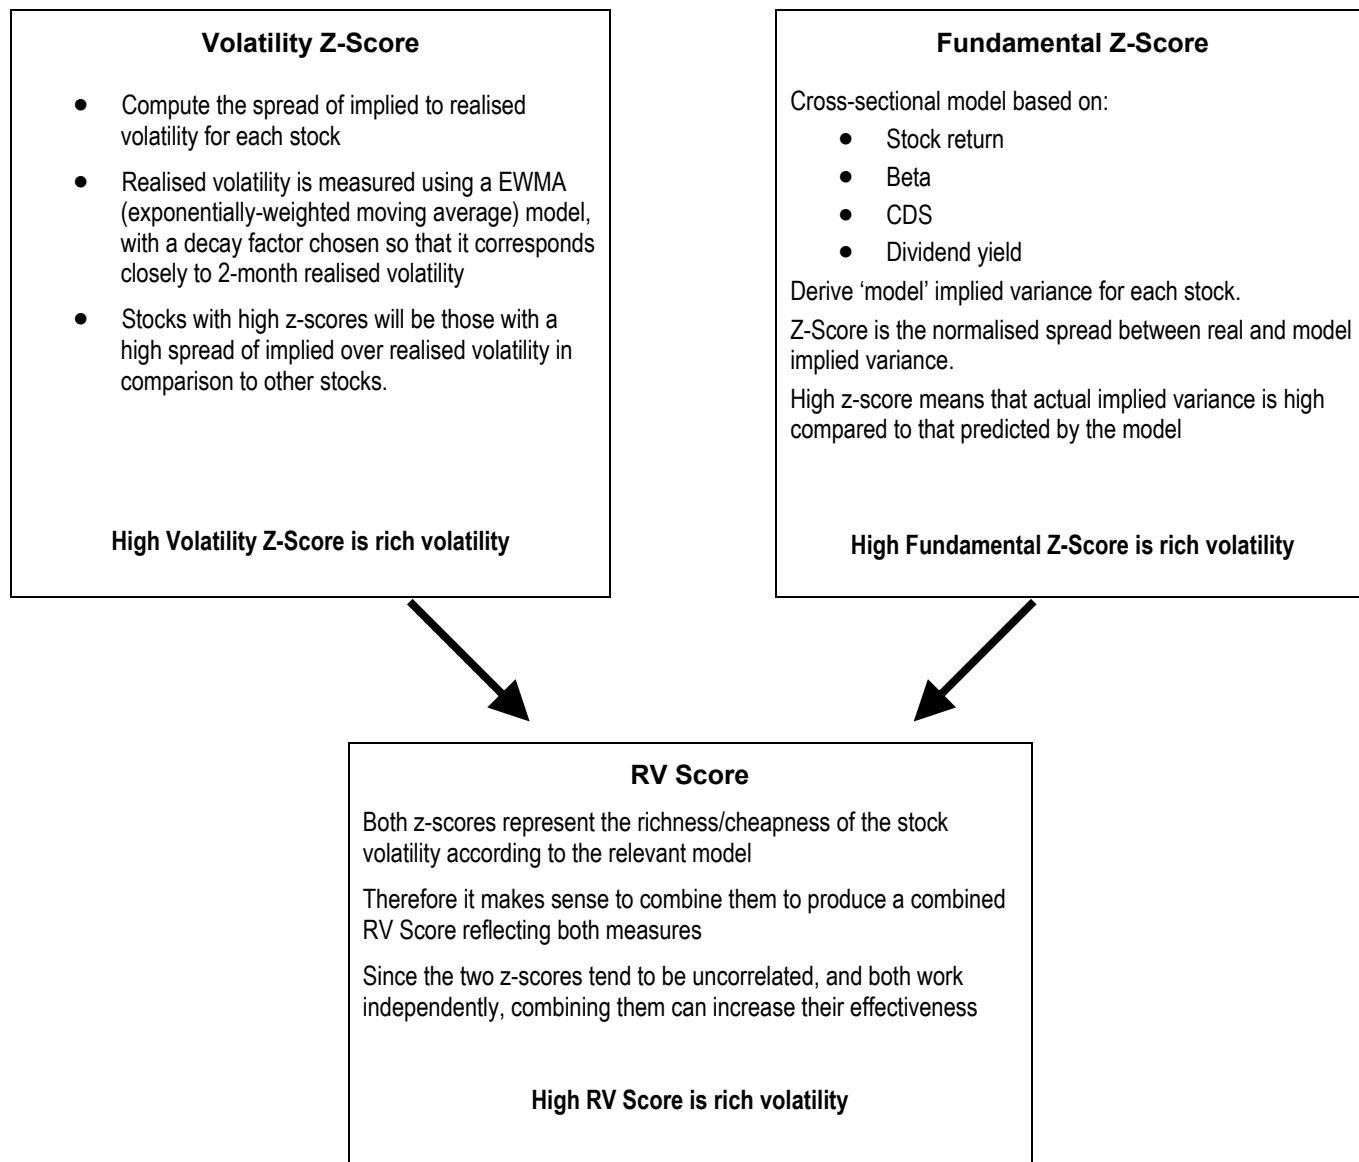 Volatility Z-Score
● Compute the spread of implied to realised
volatility for each stock
● Realised volatility is measured using a EWMA
(exponentially-weighted moving average) model,
with a decay factor chosen so that it corresponds
closely to 2-month realised volatility
● Stocks with high z-scores will be those with a
high spread of implied over realised volatility in
comparison to other stocks.
High Volatility Z-Score is rich volatility
Fundamental Z-Score
Cross-sectional model based on:
● Stock return
● Beta
● CDS
● Dividend yield
Derive ‘model’ implied variance for each stock.
Z-Score is the normalised spread between real and model
implied variance.
High z-score means that actual implied variance is high
compared to that predicted by the model
High Fundamental Z-Score is rich volatility
RV Score
Both z-scores represent the richness/cheapness of the stock
volatility according to the relevant model
Therefore it makes sense to combine them to produce a combined
RV Score reflecting both measures
Since the two z-scores tend to be uncorrelated, and both work
independently, combining them can increase their effectiveness
High RV Score is rich volatility